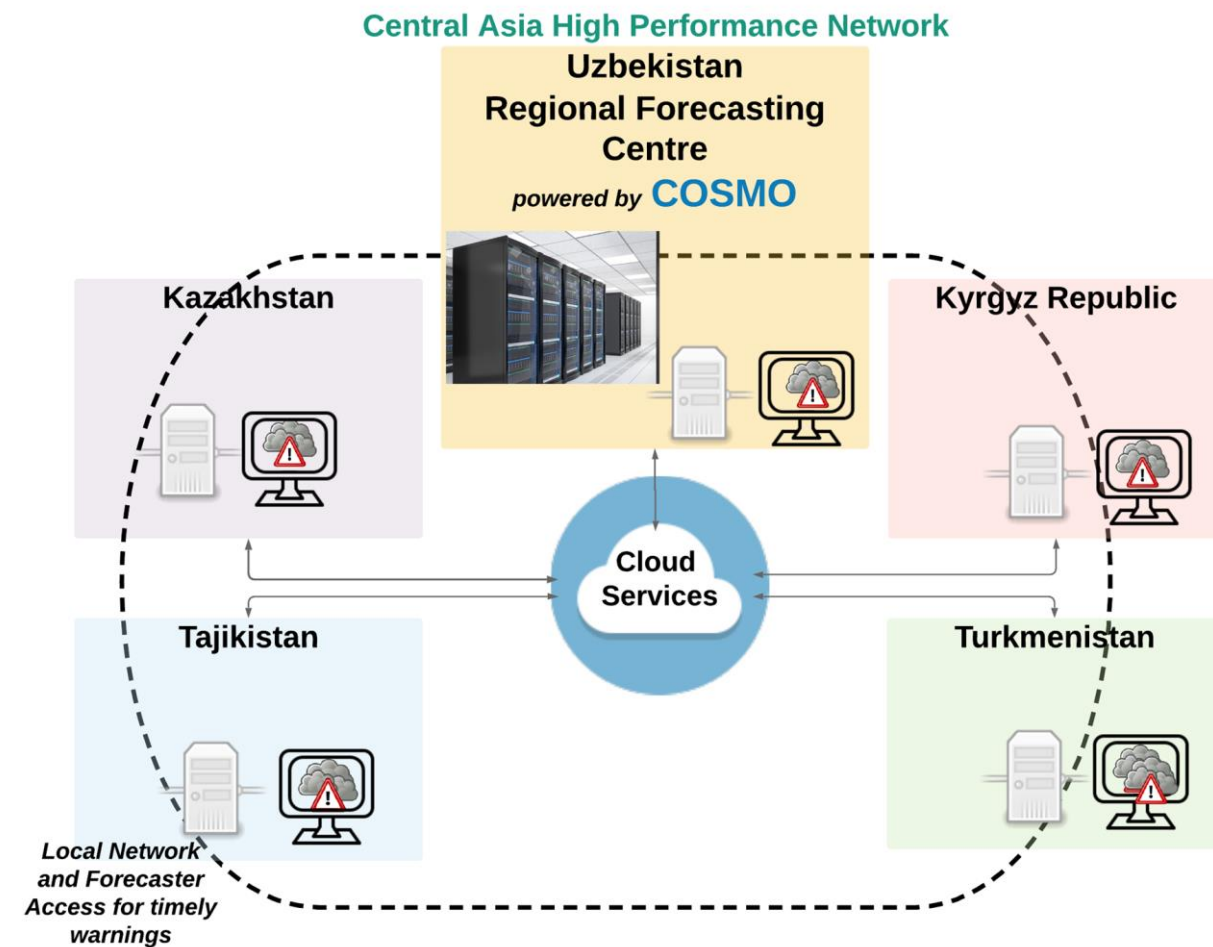 Central Asia High Performance Network
Uzbekistan
Regional Forecasting
Centre
powered by COSMO
Kazakhstan
Kyrgyz Republic
Cloud
Services
Tajikistan
Turkmenistan
Local Network
and Forecaster
Access for timely
warnings